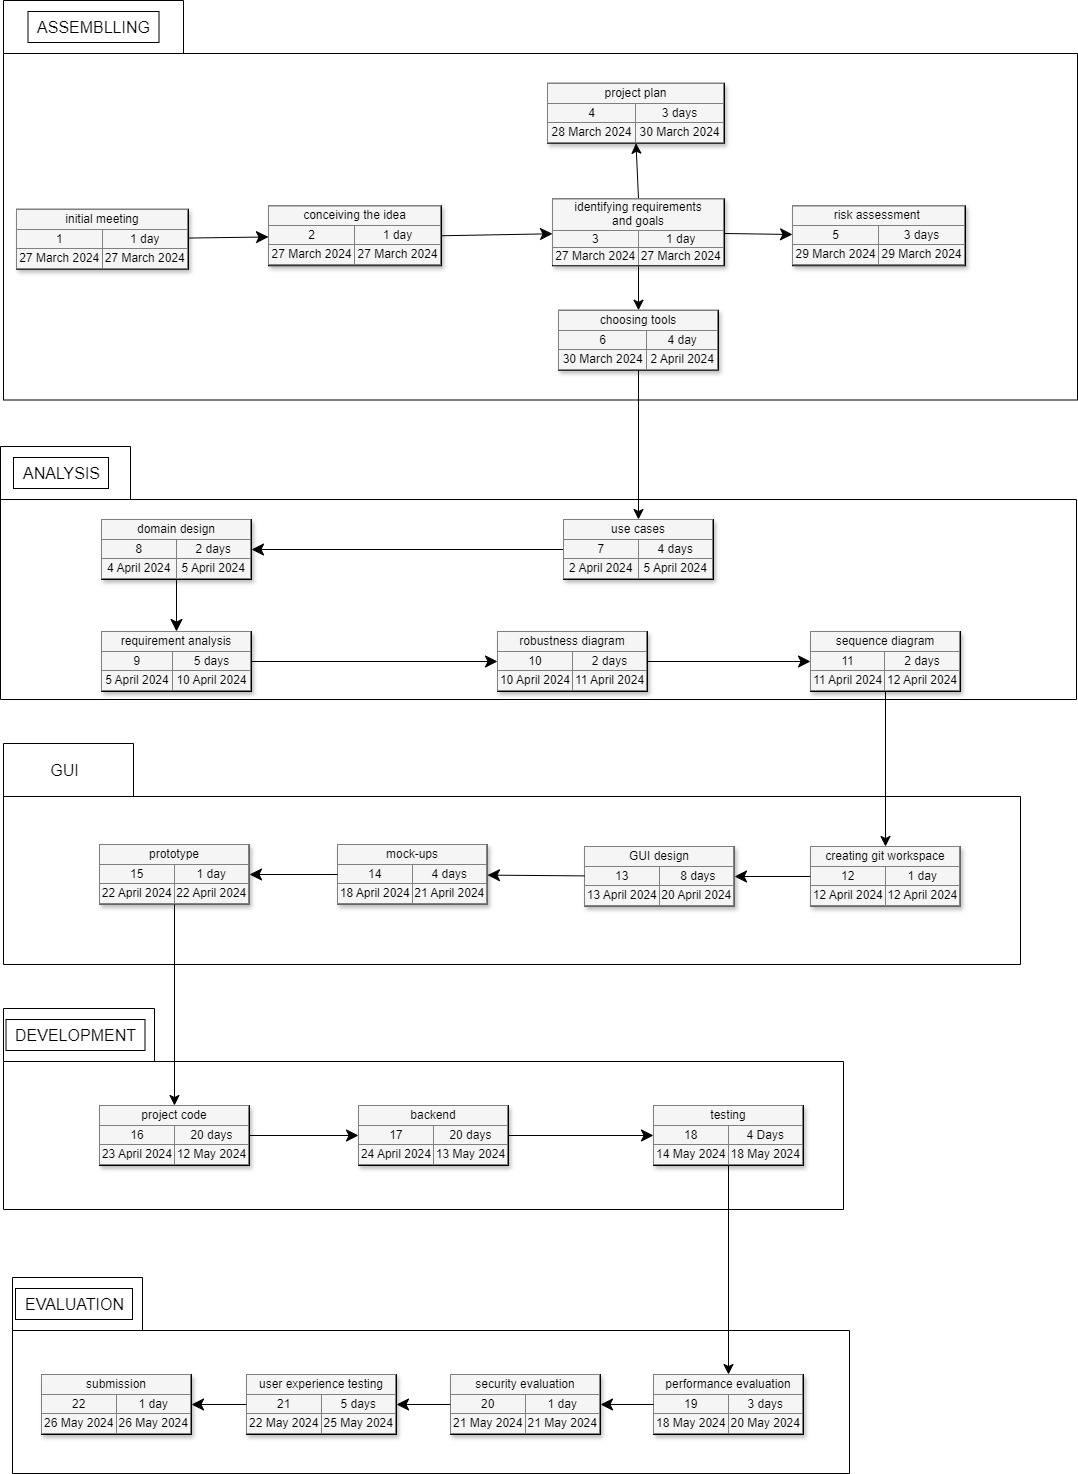 ASSEMBLLING
project plan
4 3 days
28 March 2024 30 March 2024
initial meeting
1 1 day
27 March 2024 27 March 2024
conceiving the idea
2 1 day
27 March 2024 27 March 2024
identifying requirements
and goals
3 1 day
27 March 2024 27 March 2024
risk assessment
5 3 days
29 March 2024 29 March 2024
choosing tools
6 4 day
30 March 2024 2 April 2024
ANALYSIS
domain design
8 2 days
4 April 2024 5 April 2024
use cases
7 4 days
2 April 2024 5 April 2024
requirement analysis
9 5 days
5 April 2024 10 April 2024
robustness diagram
10 2 days
10 April 2024 11 April 2024
sequence diagram
11 2 days
11 April 2024 12 April 2024
GUI
prototype
15 1 day
22 April 2024 22 April 2024
mock-ups
14 4 days
18 April 2024 21 April 2024
GUI design
13 8 days
13 April 2024 20 April 2024
creating git workspace
12 1 day
12 April 2024 12 April 2024
DEVELOPMENT
project code
16 20 days
23 April 2024 12 May 2024
backend
17 20 days
24 April 2024 13 May 2024
testing
18 4 Days
14 May 2024 18 May 2024
EVALUATION
submission
22 1 day
26 May 2024 26 May 2024
user experience testing
21 5 days
22 May 2024 25 May 2024
security evaluation
20 1 day
21 May 2024 21 May 2024
performance evaluation
19 3 days
18 May 2024 20 May 2024